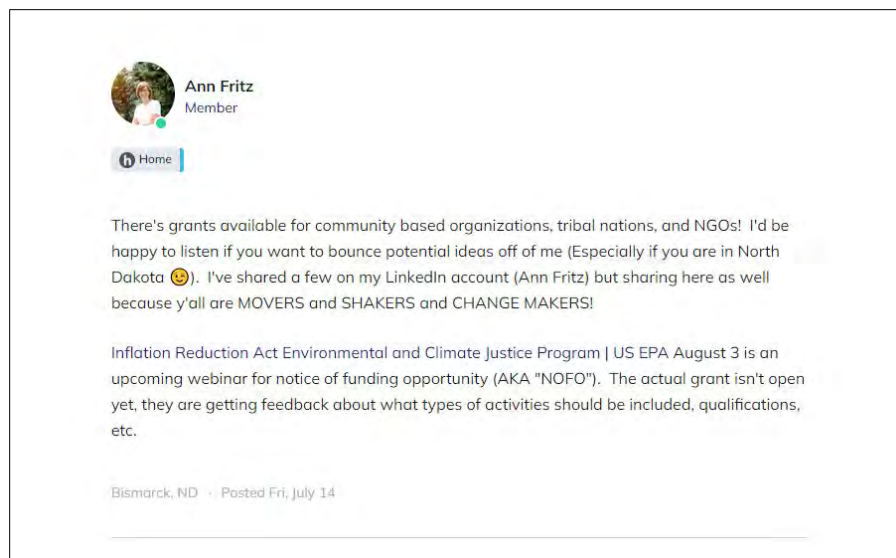 Ann Fritz
Member
h Home
There's grants available for community based organizations, tribal nations, and NGOs!  I'd be
happy to listen if you want to bounce potential ideas off of me (Especially if you are in North
Dakota 😉).  I've shared a few on my LinkedIn account (Ann Fritz) but sharing here as well
because y'all are MOVERS and SHAKERS and CHANGE MAKERS!
Inflation Reduction Act Environmental and Climate Justice Program | US EPA August 3 is an
upcoming webinar for notice of funding opportunity (AKA "NOFO").  The actual grant isn't open
yet, they are getting feedback about what types of activities should be included, qualifications,
etc.
Bismarck, ND · Posted Fri, July 14